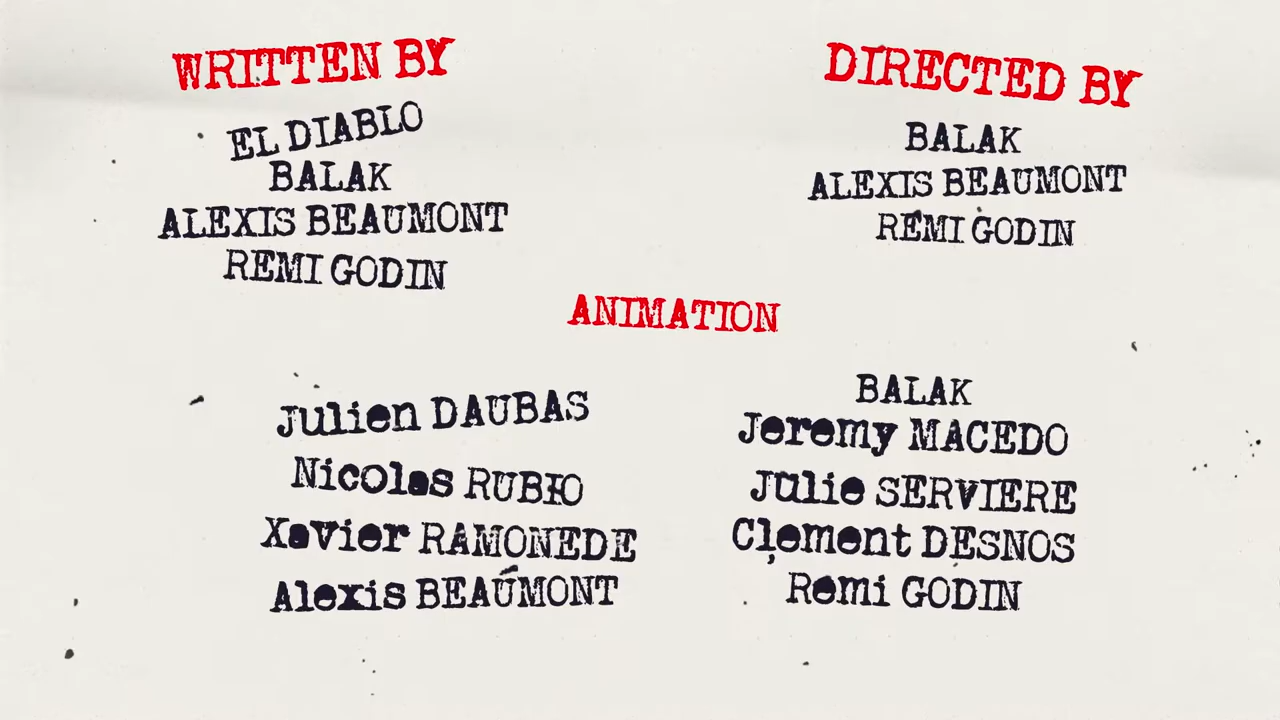 WRITTEN BY
EL DIABLO
BALAK
ALEXIS BEAUMONT
REMI GODIN
DIRECTED BY
BALAK
ALEXIS BEAUMONT
REMI GODIN
ANIMATION
Julien DAUBAS
Nicolas RUBIO
Xavier RAMONEDE
Alexis BEAUMONT
BALAK
Jeremy MACEDO
Julie SERVIERE
Clement DESNOS
Remi GODIN